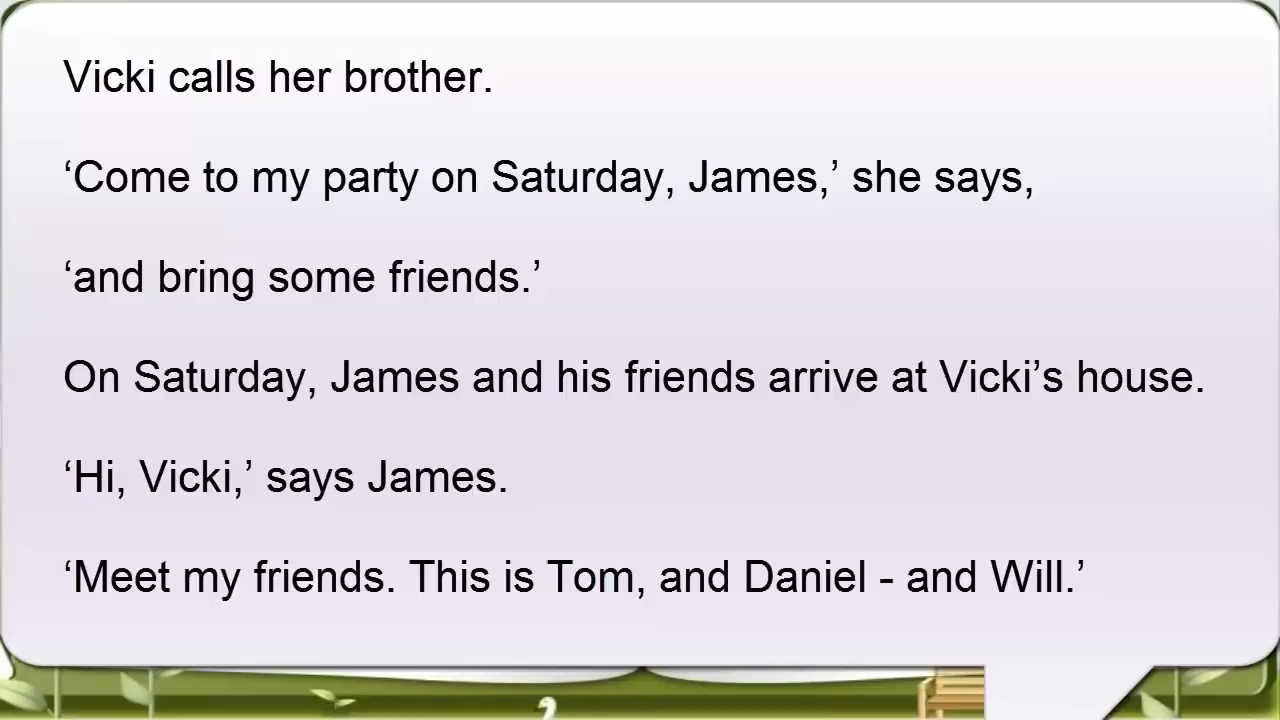 Vicki calls her brother.
‘Come to my party on Saturday, James,’ she says,
‘and bring some friends.’
On Saturday, James and his friends arrive at Vicki’s house.
‘Hi, Vicki,’ says James.
‘Meet my friends. This is Tom, and Daniel - and Will.’